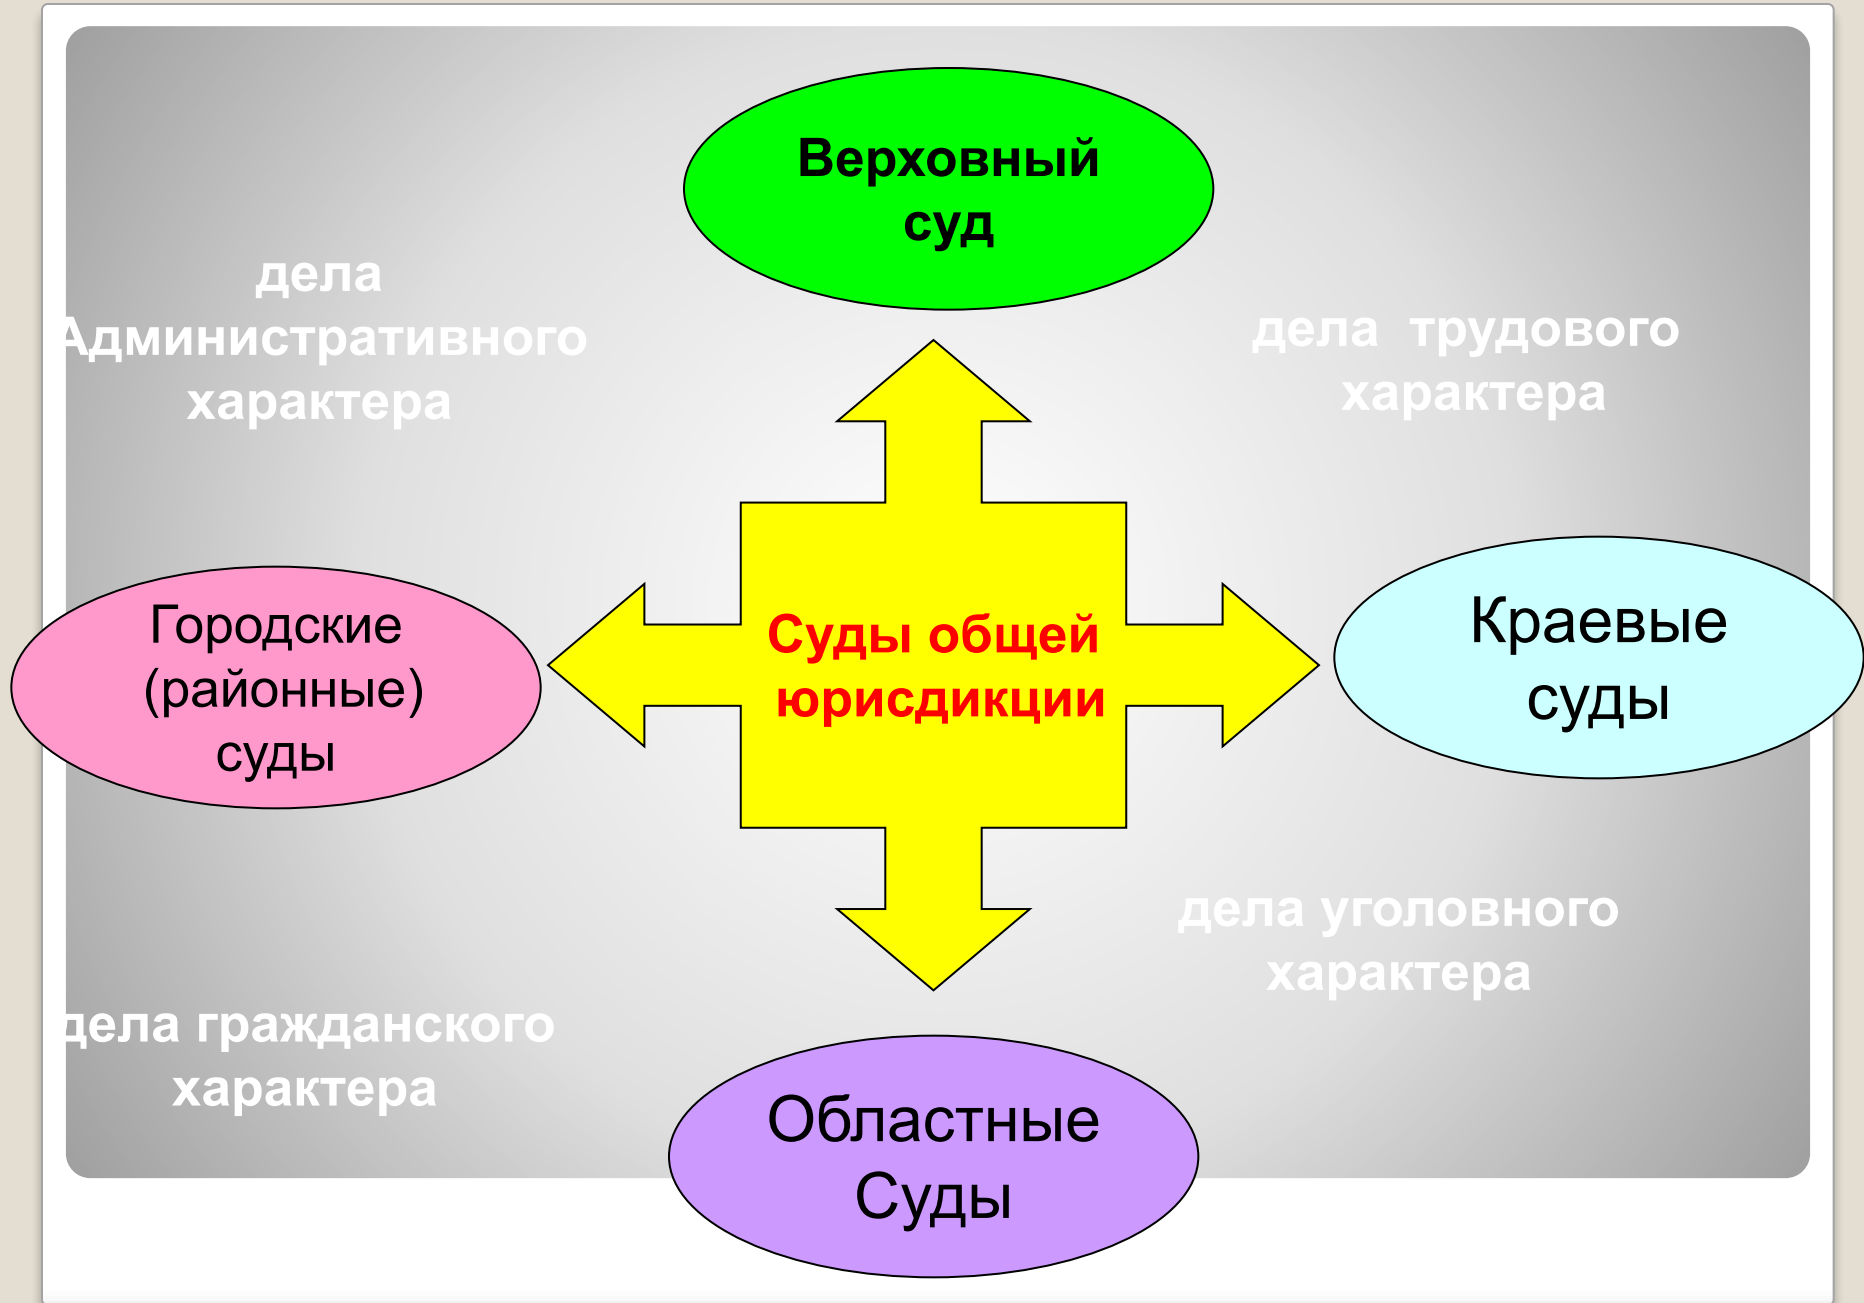 Верховный
суд
дела
Административного
характера
дела трудового
характера
Городские
(районные)
суды
Суды общей
юрисдикции
Краевые
суды
дела уголовного
характера
дела гражданского
характера
Областные
Суды